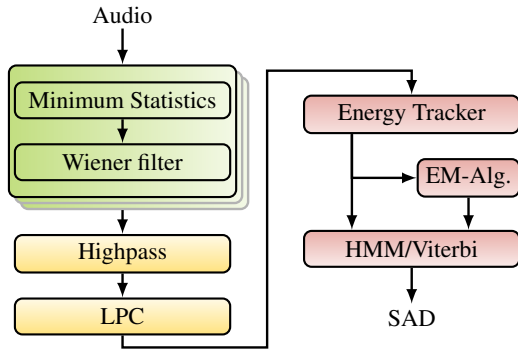 Audio
Minimum Statistics
Wiener filter
Highpass
LPC
Energy Tracker
EM-Alg.
HMM/Viterbi
SAD